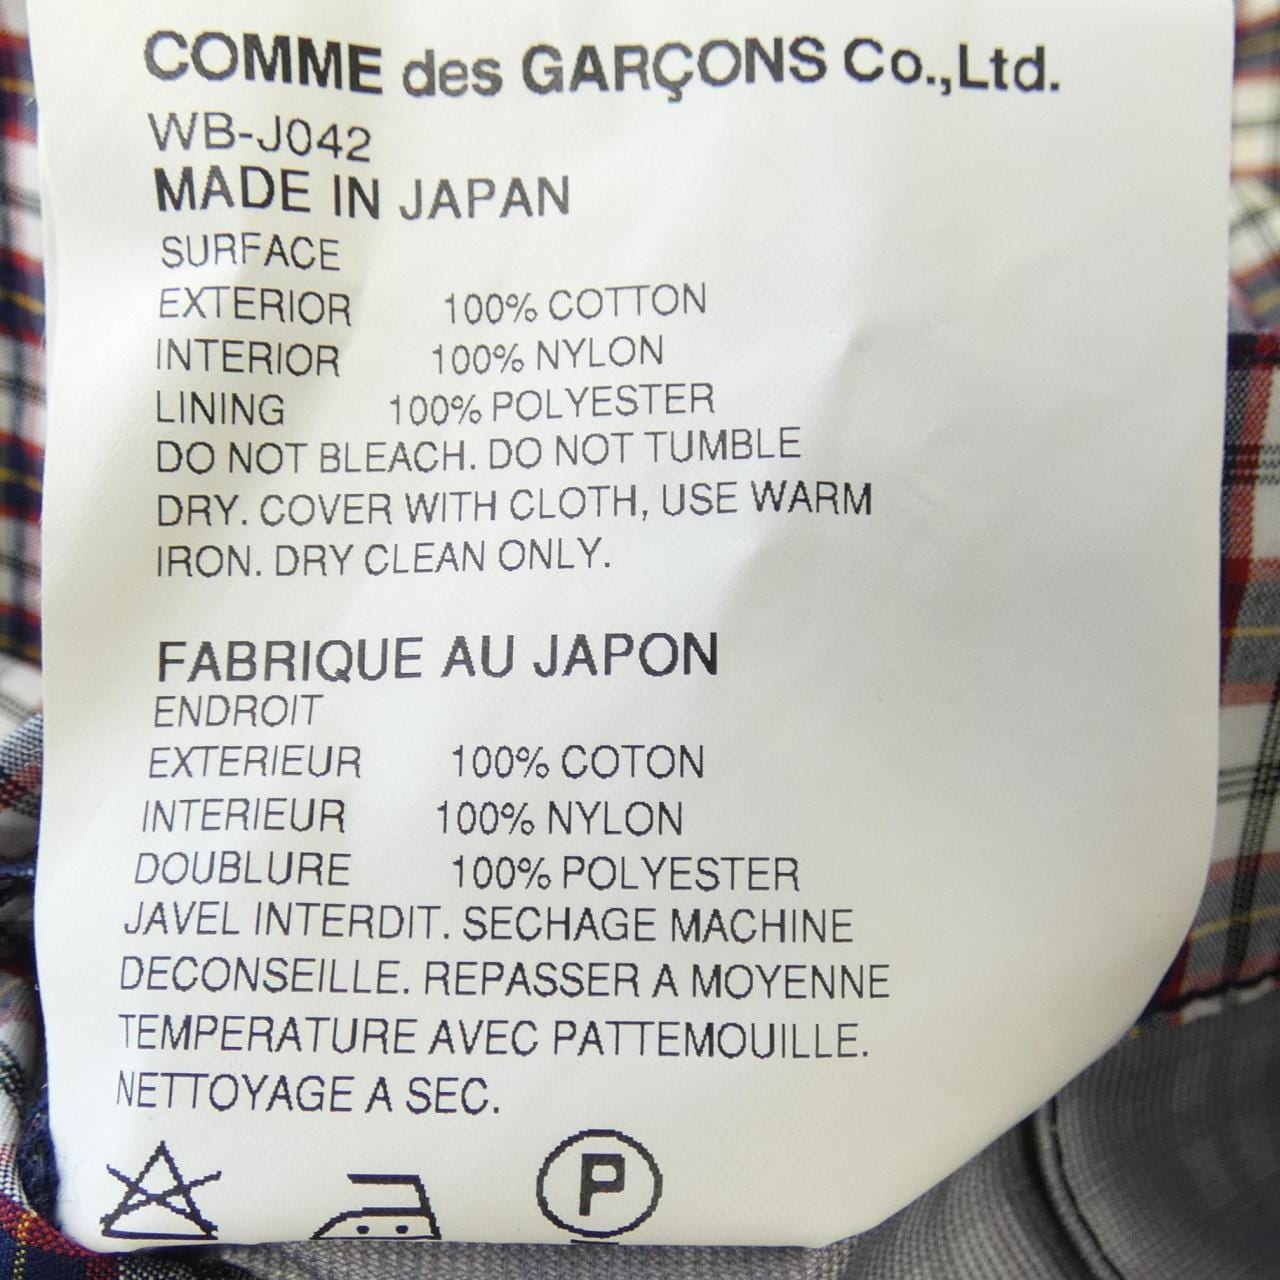 COMME des GARÇONS Co.,Ltd.
WB-J042
MADE IN JAPAN
SURFACE
EXTERIOR 100% COTTON
INTERIOR 100% NYLON
LINING 100% POLYESTER
DO NOT BLEACH. DO NOT TUMBLE
DRY. COVER WITH CLOTH, USE WARM
IRON. DRY CLEAN ONLY.
FABRIQUE AU JAPON
ENDROIT
EXTERIEUR 100% COTON
INTERIEUR 100% NYLON
DOUBLURE 100% POLYESTER
JAVEL INTERDIT. SECHAGE MACHINE
DECONSEILLE. REPASSER A MOYENNE
TEMPERATURE AVEC PATTEMOUILLE.
NETTOYAGE A SEC.
P